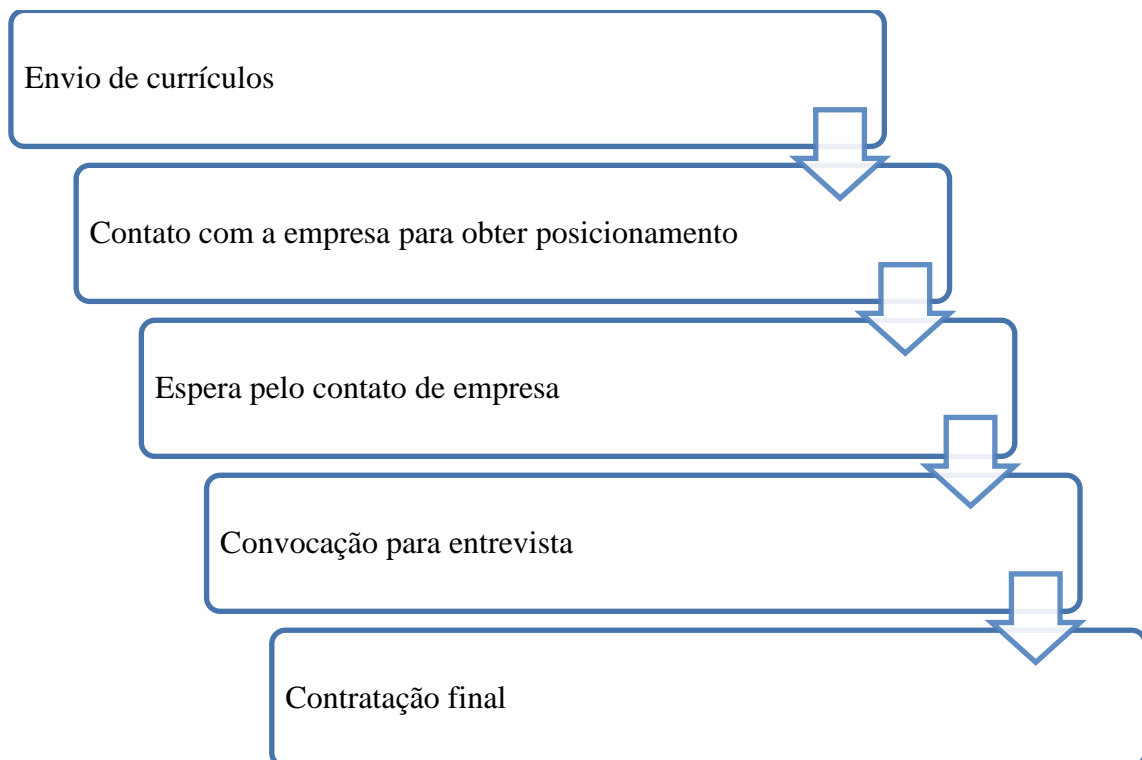 Envio de currículos
Contato com a empresa para obter posicionamento
Espera pelo contato de empresa
Convocação para entrevista
Contratação final